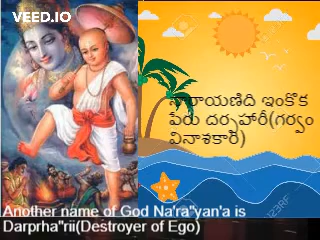 VEED.IO
నారాయణిది ఇంకొక
పేరు దర్పహారీ(గర్వం
వినాశకారి)
Another name of God Na'ra"yan'a is
Darprha"rii(Destroyer of Ego)